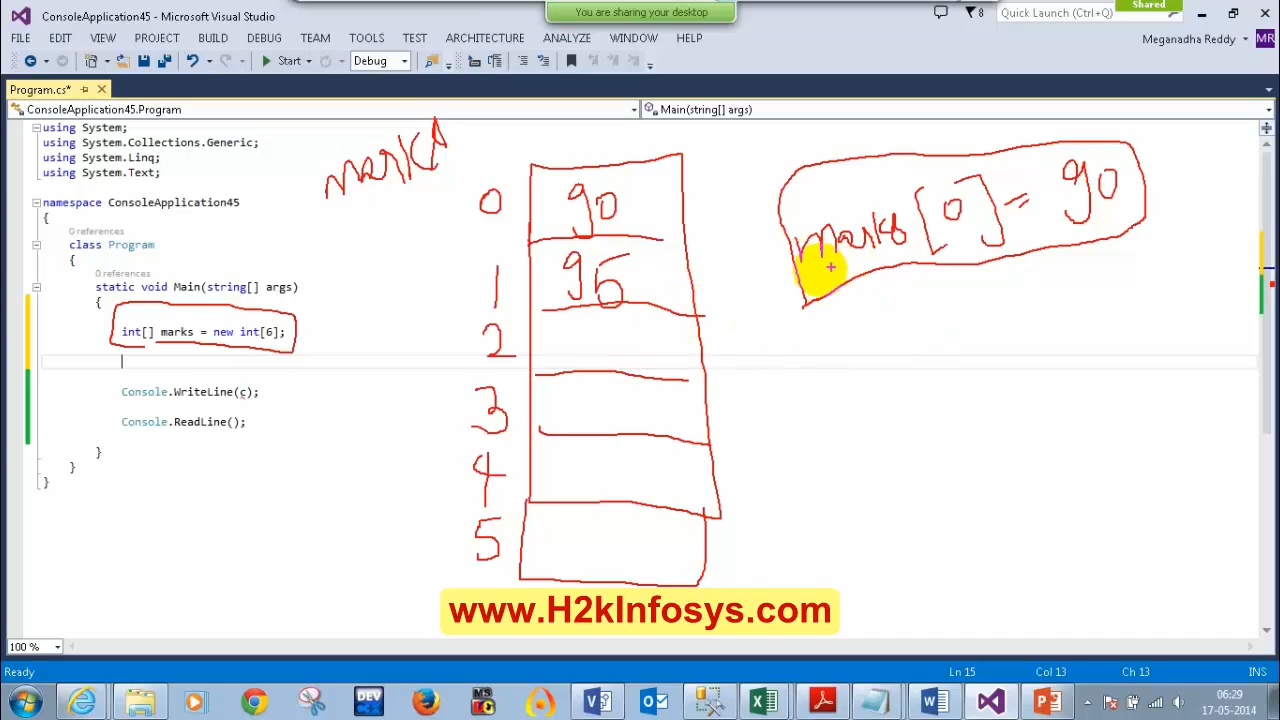 ConsoleApplication45 - Microsoft Visual Studio
You are sharing your desktop
Shared
8
Quick Launch (Ctrl+Q)
FILE EDIT VIEW PROJECT BUILD DEBUG TEAM TOOLS TEST ARCHITECTURE ANALYZE WINDOW HELP
Meganadha Reddy MR
Start Debug
Program.cs*
ConsoleApplication45.Program
Main(string[] args)
using System;
using System.Collections.Generic;
using System.Linq;
using System.Text;
namespace ConsoleApplication45
{
0 references
class Program
{
0 references
static void Main(string[] args)
{
int[] marks = new int[6];
Console.WriteLine(c);
Console.ReadLine();
}
}
}
marks
0 90
1 96
2
3
4
5
marks[0] = 90
www.H2kInfosys.com
100 %
Ready Ln 15 Col 13 Ch 13 INS
DEV C++
06:29
17-05-2014